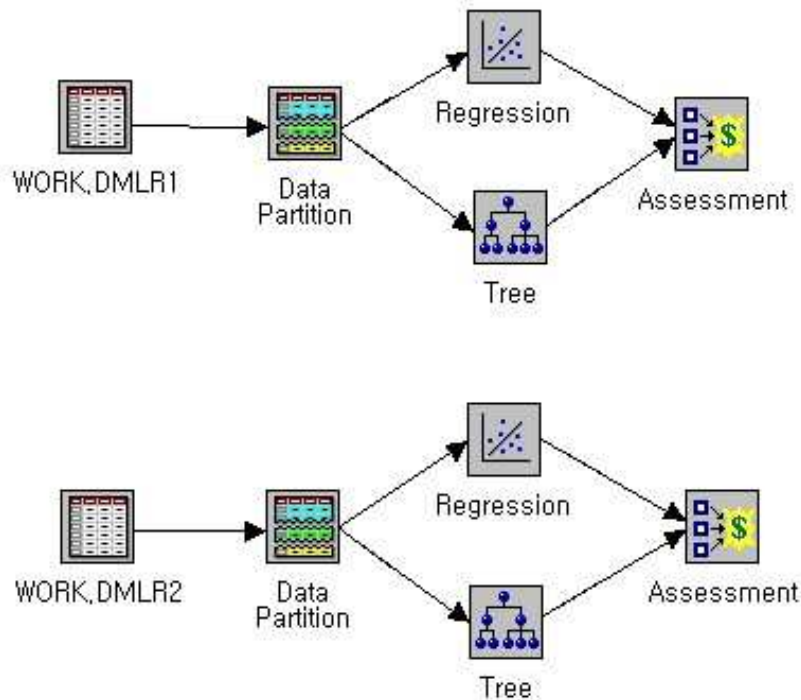 Regression
WORK,DMLR1
Data
Partition
Assessment
Tree
Regression
WORK,DMLR2
Data
Partition
Assessment
Tree